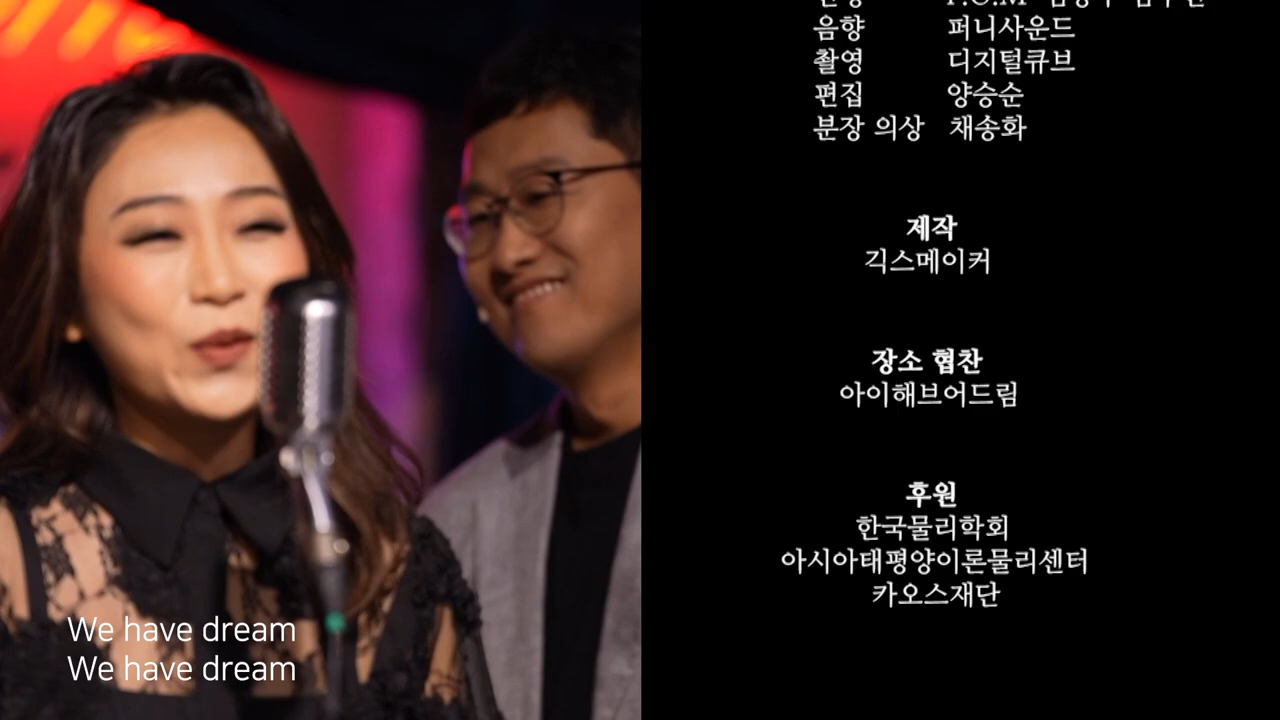 음향 퍼니사운드
촬영 디지털큐브
편집 양승순
분장 의상 채송화
제작
긱스메이커
장소 협찬
아이해브어드림
후원
한국물리학회
아시아태평양이론물리센터
카오스재단
We have dream
We have dream